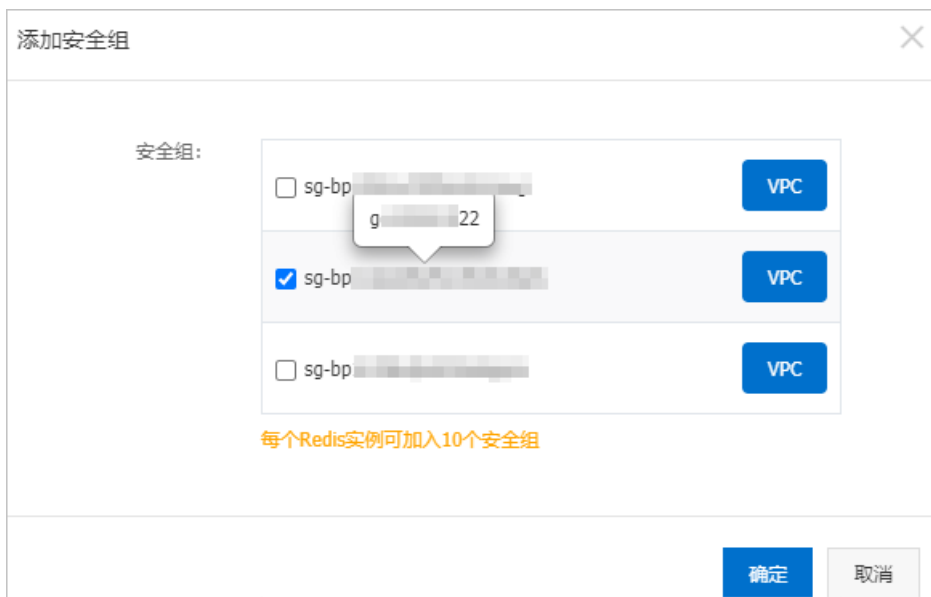 添加安全组
安全组:
sg-bp
VPC
g 22
sg-bp
VPC
sg-bp
VPC
每个Redis实例可加入10个安全组
确定
取消